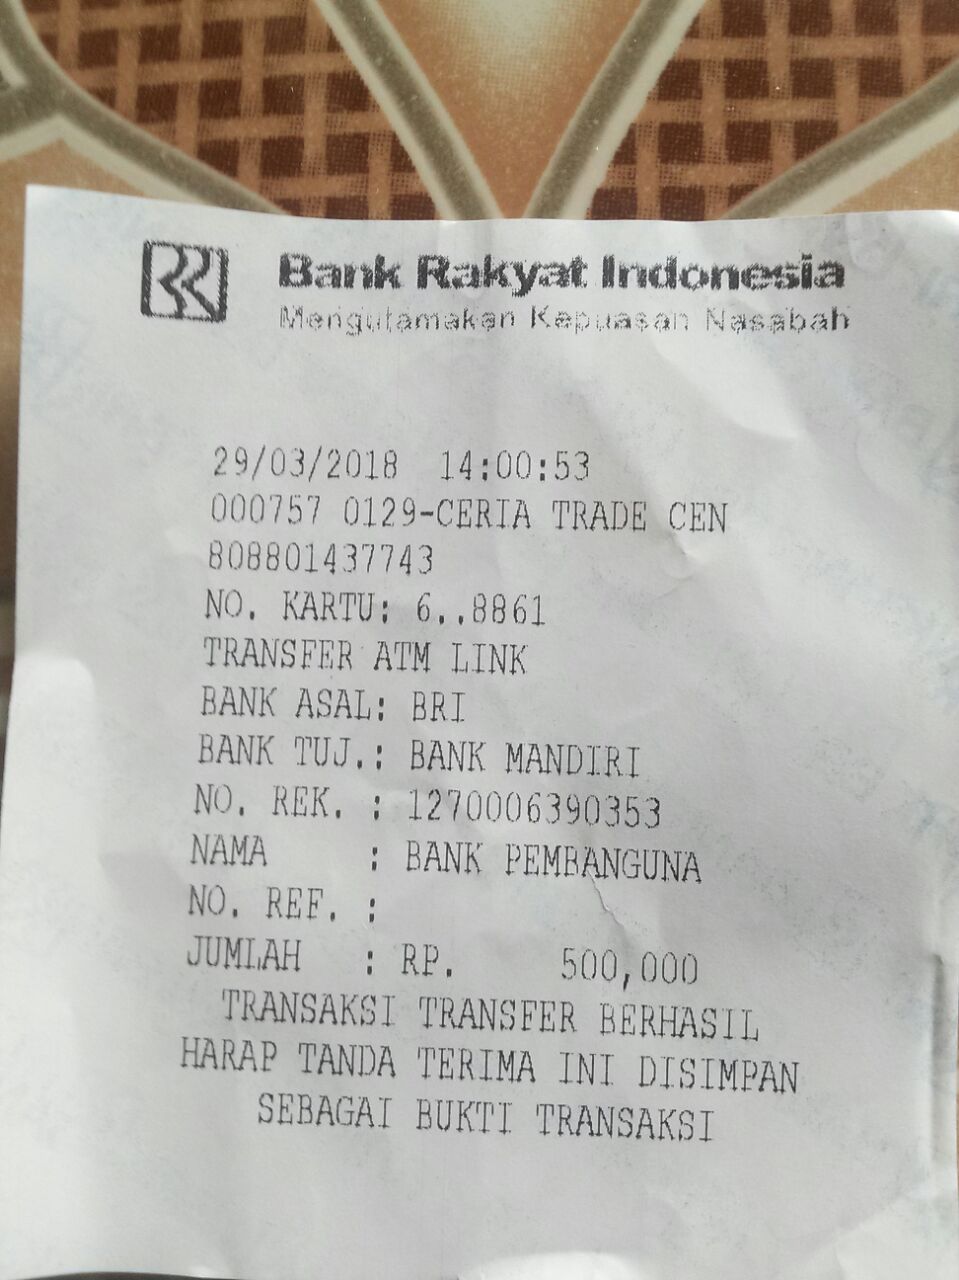 BRI Bank Rakyat Indonesia
Mengutamakan Kepuasan Nasabah
29/03/2018 14:00:53
000757 0129-CERIA TRADE CEN
808801437743
NO. KARTU: 6..8861
TRANSFER ATM LINK
BANK ASAL: BRI
BANK TUJ.: BANK MANDIRI
NO. REK. : 1270006390353
NAMA : BANK PEMBANGUNA
NO. REF. :
JUMLAH : RP. 500,000
TRANSAKSI TRANSFER BERHASIL
HARAP TANDA TERIMA INI DISIMPAN
SEBAGAI BUKTI TRANSAKSI